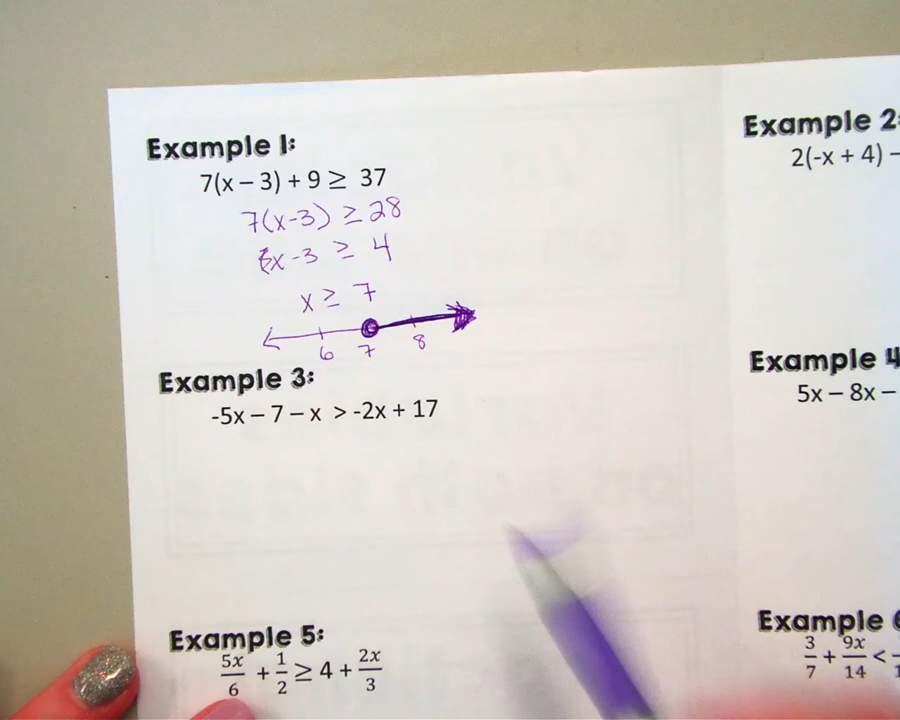 Example 1:
7(x – 3) + 9 ≥ 37
7(x-3) ≥ 28
x-3 ≥ 4
x ≥ 7
6 7 8
Example 2:
2(-x + 4) –
Example 3:
-5x – 7 – x > -2x + 17
Example 4
5x – 8x –
Example 5:
5x/6 + 1/2 ≥ 4 + 2x/3
Example 6
3/7 + 9x/14 <